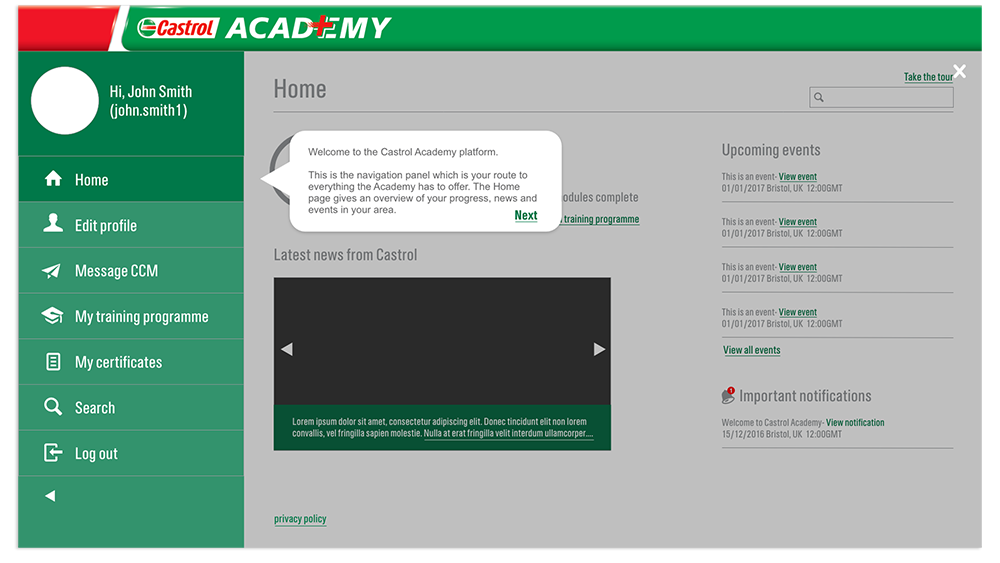 Castrol ACADEMY
Hi, John Smith
(john.smith1)
Home
Edit profile
Message CCM
My training programme
My certificates
Search
Log out
Home
Take the tour
Welcome to the Castrol Academy platform.
This is the navigation panel which is your route to
everything the Academy has to offer. The Home
page gives an overview of your progress, news and
events in your area.
Next
modules complete
training programme
Latest news from Castrol
Lorem ipsum dolor sit amet, consectetur adipiscing elit. Donec tincidunt elit non lorem
convallis, vel fringilla sapien molestie. Nulla at erat fringilla velit interdum ullamcorper....
privacy policy
Upcoming events
This is an event- View event
01/01/2017 Bristol, UK 12:00GMT
This is an event- View event
01/01/2017 Bristol, UK 12:00GMT
This is an event- View event
01/01/2017 Bristol, UK 12:00GMT
This is an event- View event
01/01/2017 Bristol, UK 12:00GMT
View all events
1
Important notifications
Welcome to Castrol Academy- View notification
15/12/2016 Bristol, UK 12:00GMT